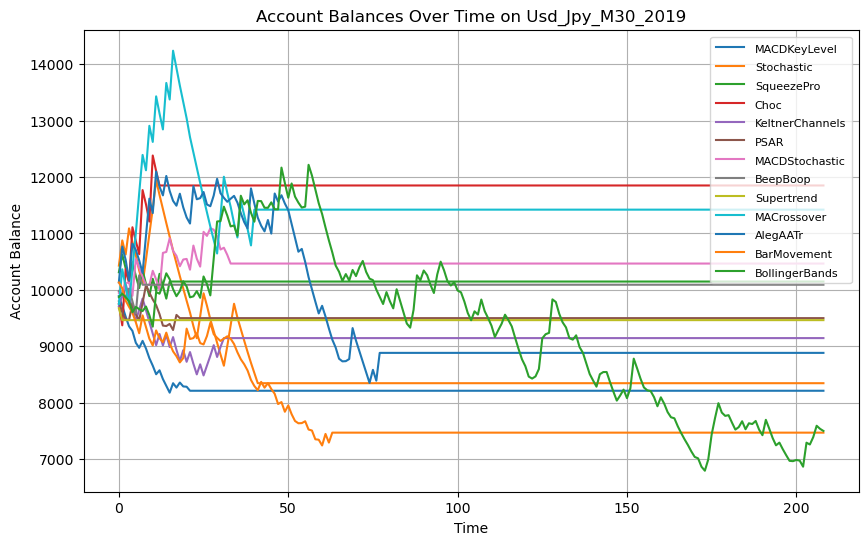 Account Balances Over Time on Usd_Jpy_M30_2019
Account Balance
14000
13000
12000
11000
10000
9000
8000
7000
0
50
100
150
200
Time
MACDKeyLevel
Stochastic
SqueezePro
Choc
KeltnerChannels
PSAR
MACDStochastic
BeepBoop
Supertrend
MACrossover
AlegAATr
BarMovement
BollingerBands